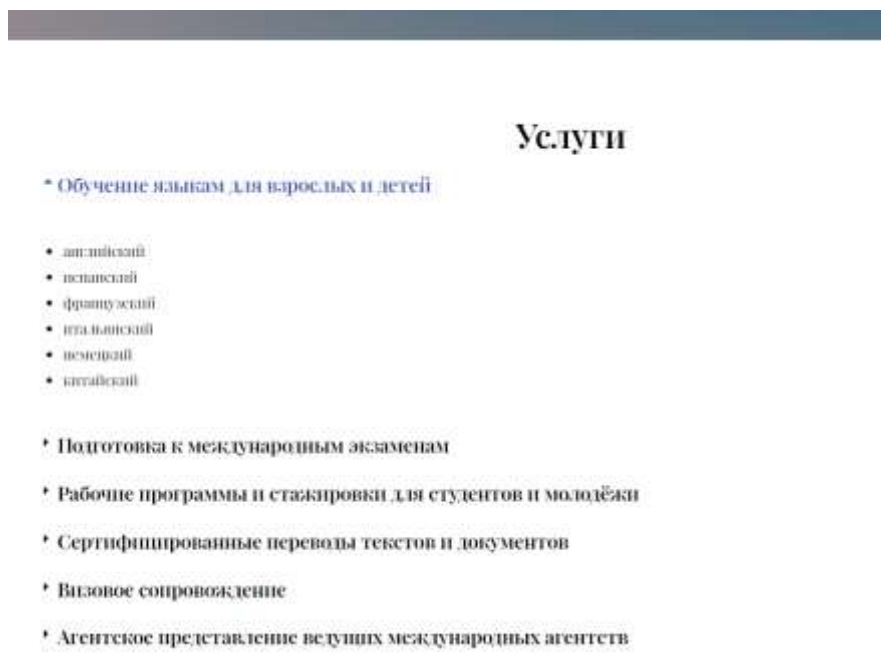 Услуги
Обучение языкам для взрослых и детей
английский
испанский
французский
итальянский
немецкий
китайский
Подготовка к международным экзаменам
Рабочие программы и стажировки для студентов и молодёжи
Сертифицированные переводы текстов и документов
Визовое сопровождение
Агентское представление ведущих международных агентств